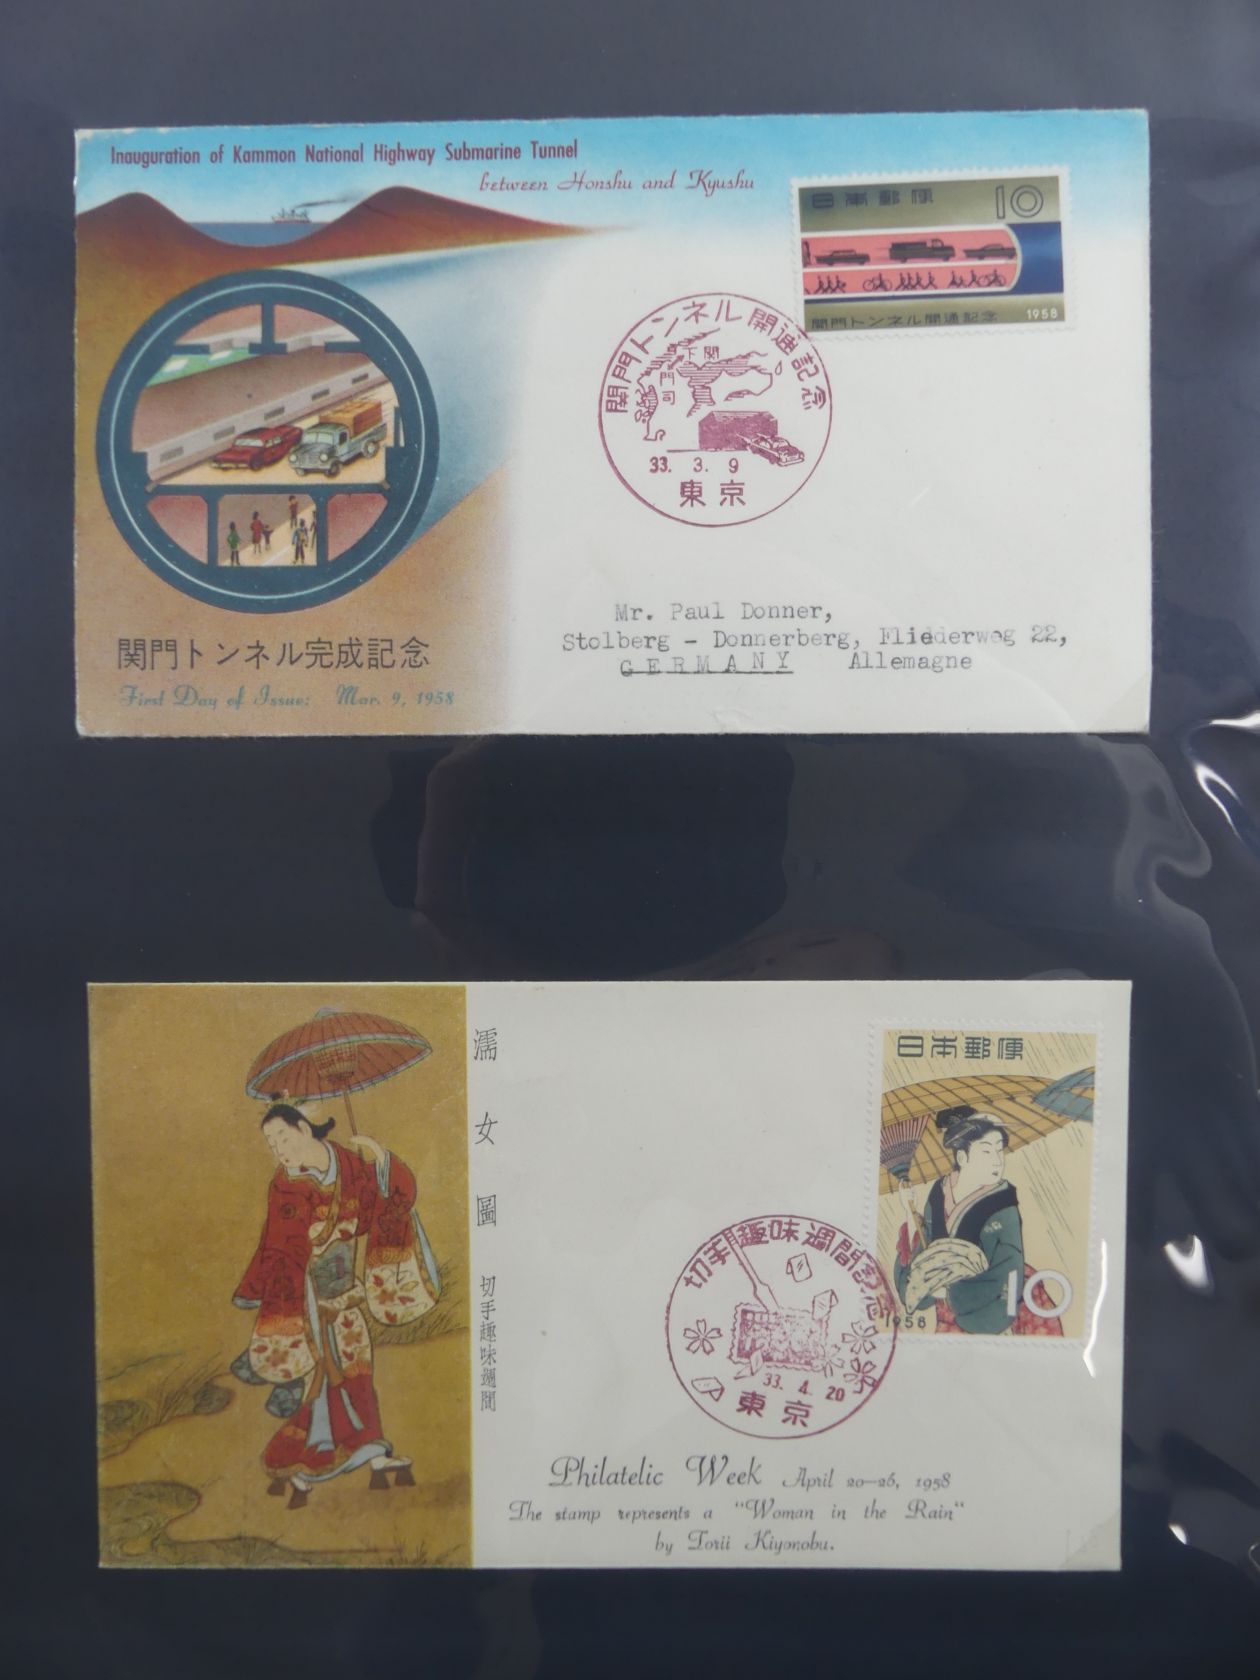 Inauguration of Kammon National Highway Submarine Tunnel
between Honshu and Kyushu
日本郵便 10
関門トンネル開通記念 1958
関門トンネル開通記念
下関
門司
33. 3. 9
東京
Mr. Paul Donner,
Stolberg - Donnerberg, Fliederweg 22,
GERMANY Allemagne
関門トンネル完成記念
First Day of Issue: Mar. 9, 1958
濡女圖
切手趣味週間
日本郵便
10
1958
切手趣味週間記念
33. 4. 20
東京
Philatelic Week April 20–26, 1958
The stamp represents a "Woman in the Rain"
by Torii Kiyonobu.